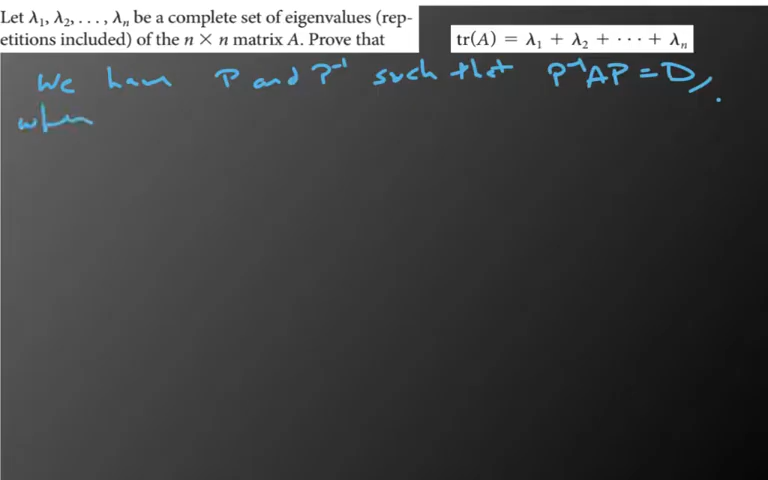 Let λ₁, λ₂, . . . , λₙ be a complete set of eigenvalues (rep-
etitions included) of the n × n matrix A. Prove that
tr(A) = λ₁ + λ₂ + · · · + λₙ
We have P and P⁻¹ such that P⁻¹AP = D,
when